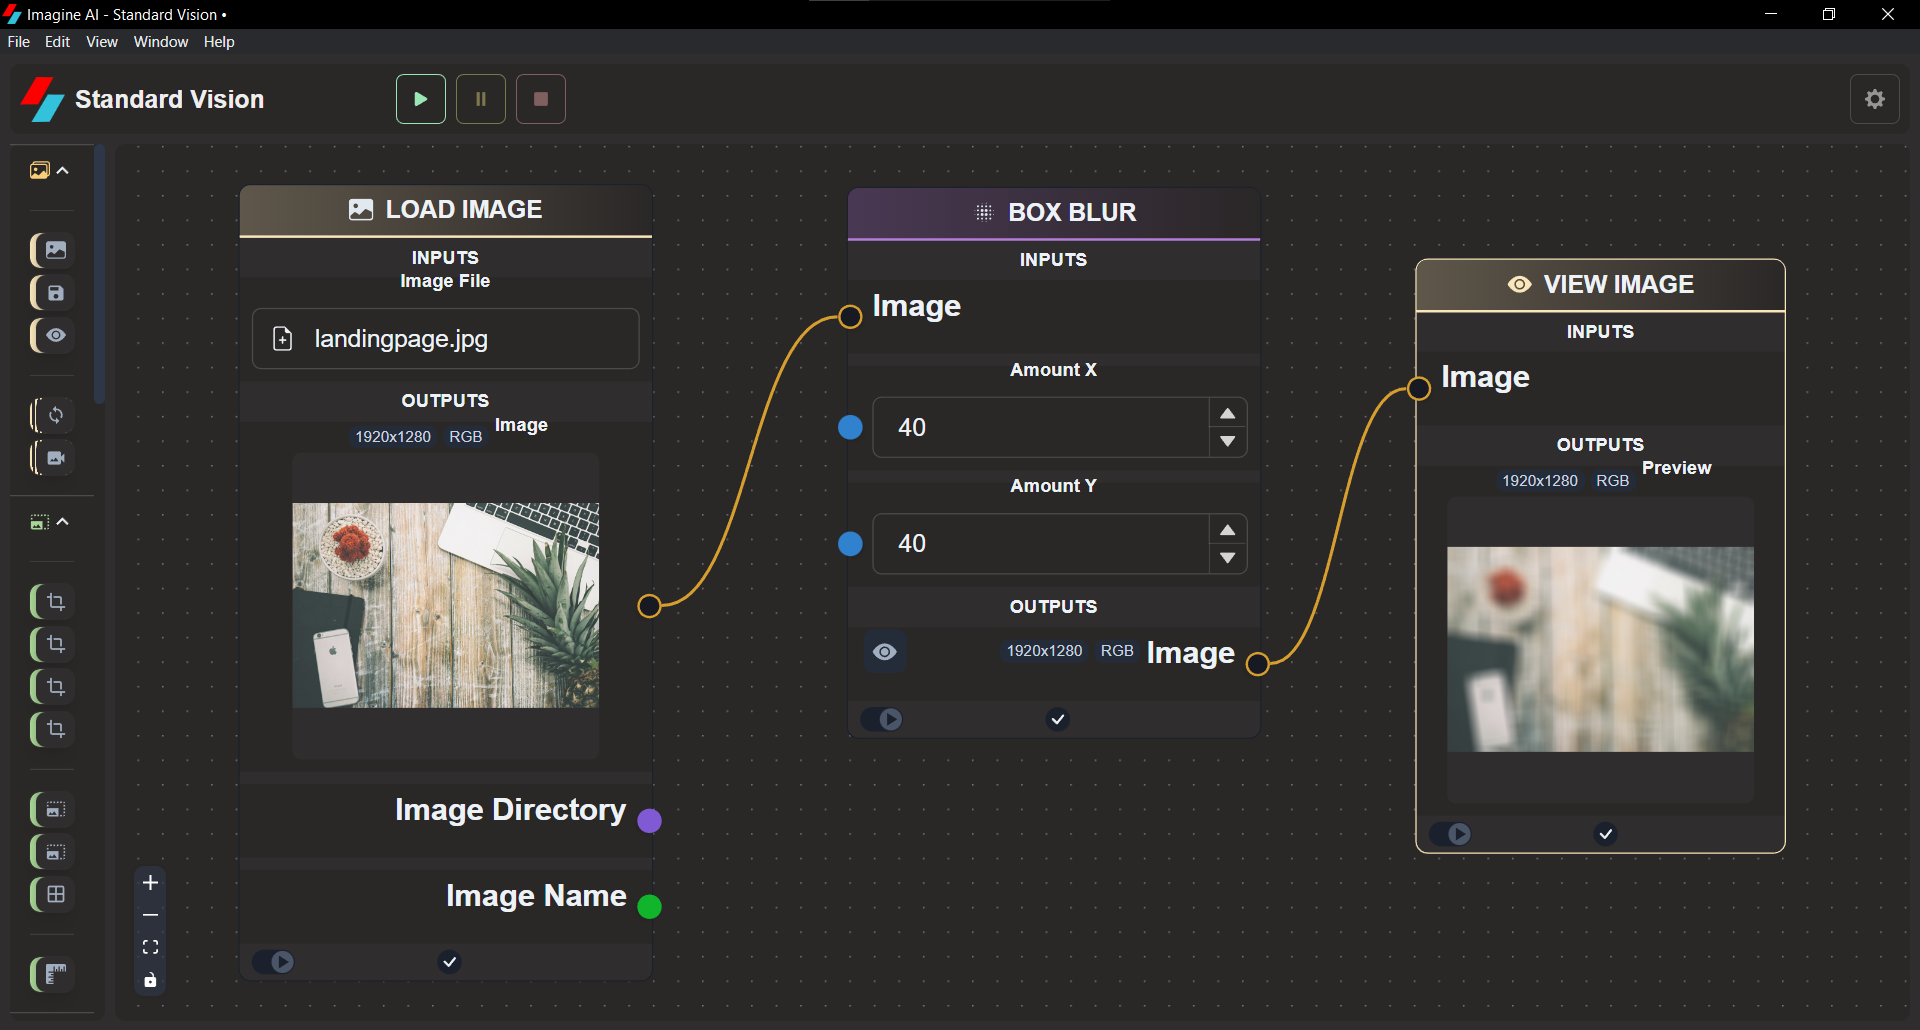 Imagine AI - Standard Vision •
File Edit View Window Help
Standard Vision
LOAD IMAGE
INPUTS
Image File
landingpage.jpg
OUTPUTS
Image
1920x1280 RGB
Image Directory
Image Name
BOX BLUR
INPUTS
Image
Amount X
40
Amount Y
40
OUTPUTS
1920x1280 RGB Image
VIEW IMAGE
INPUTS
Image
OUTPUTS
Preview
1920x1280 RGB